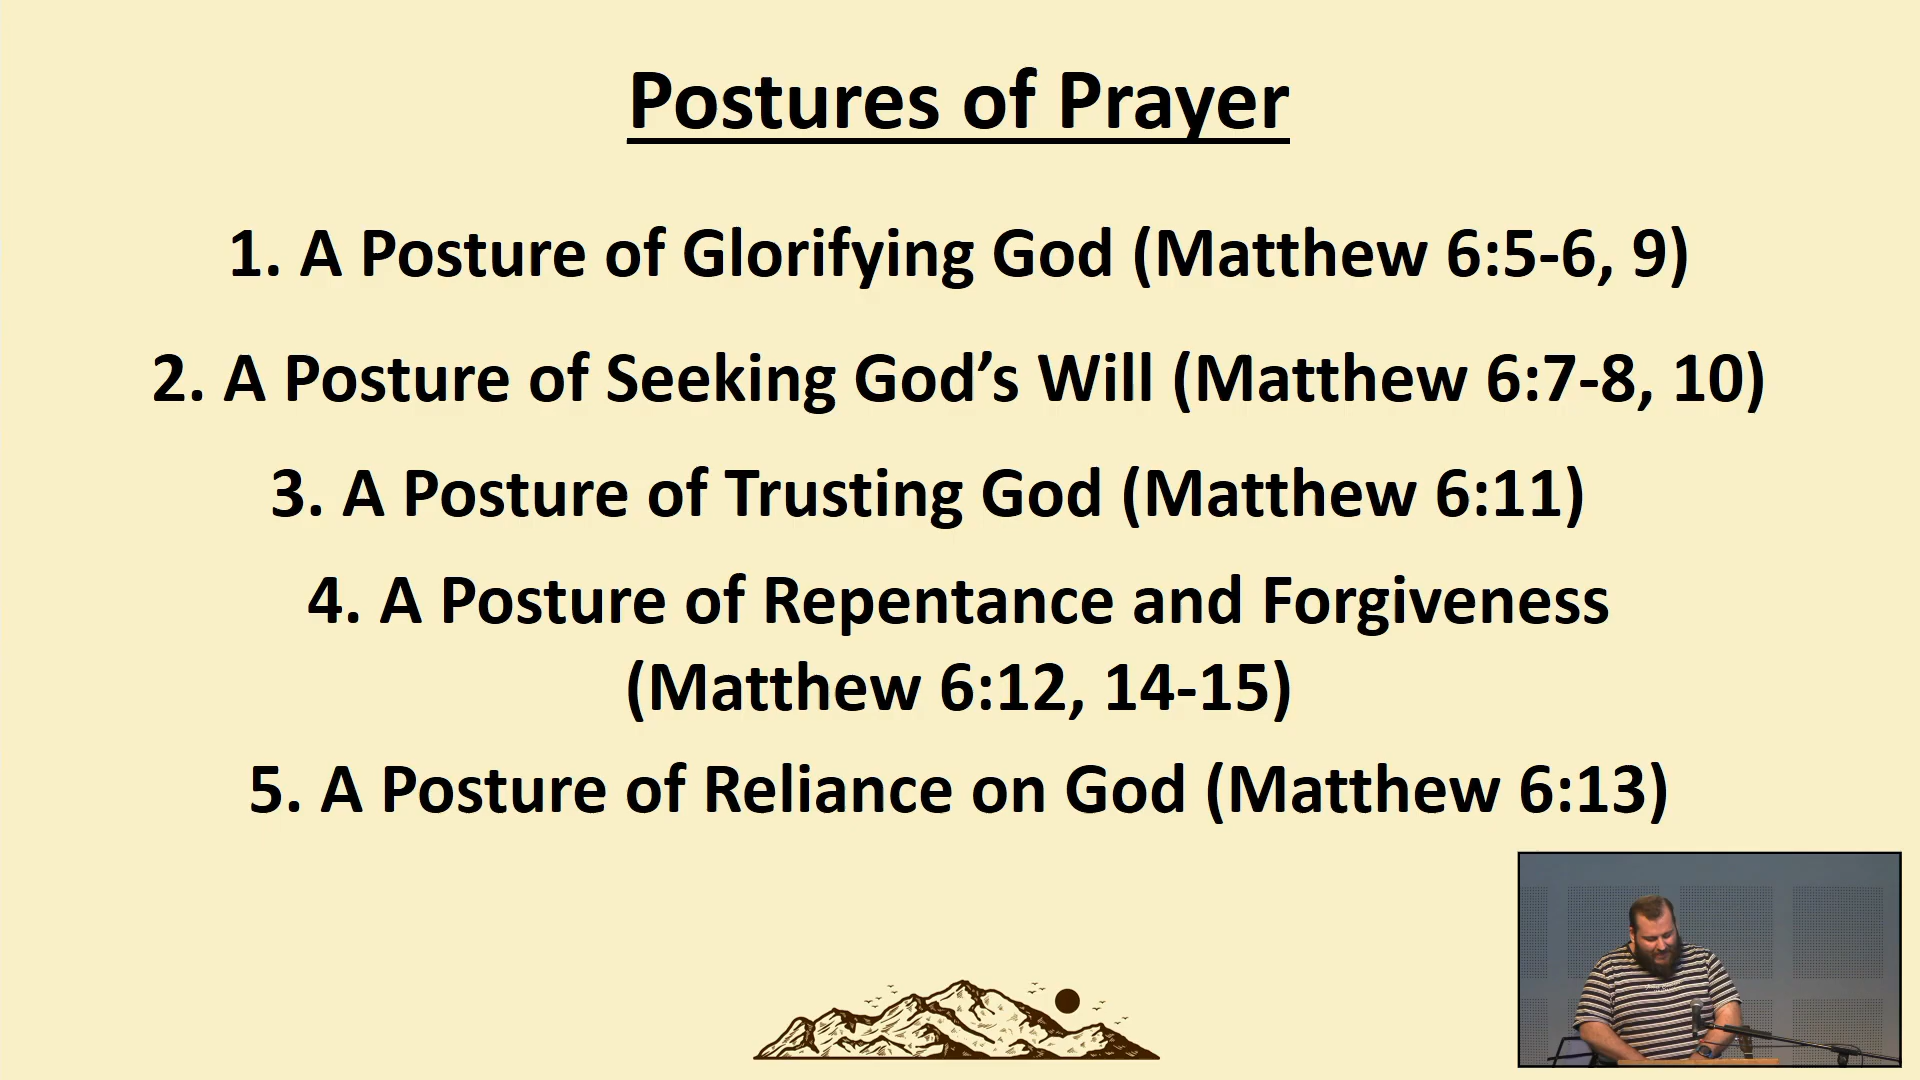 Postures of Prayer
1. A Posture of Glorifying God (Matthew 6:5-6, 9)
2. A Posture of Seeking God’s Will (Matthew 6:7-8, 10)
3. A Posture of Trusting God (Matthew 6:11)
4. A Posture of Repentance and Forgiveness
(Matthew 6:12, 14-15)
5. A Posture of Reliance on God (Matthew 6:13)